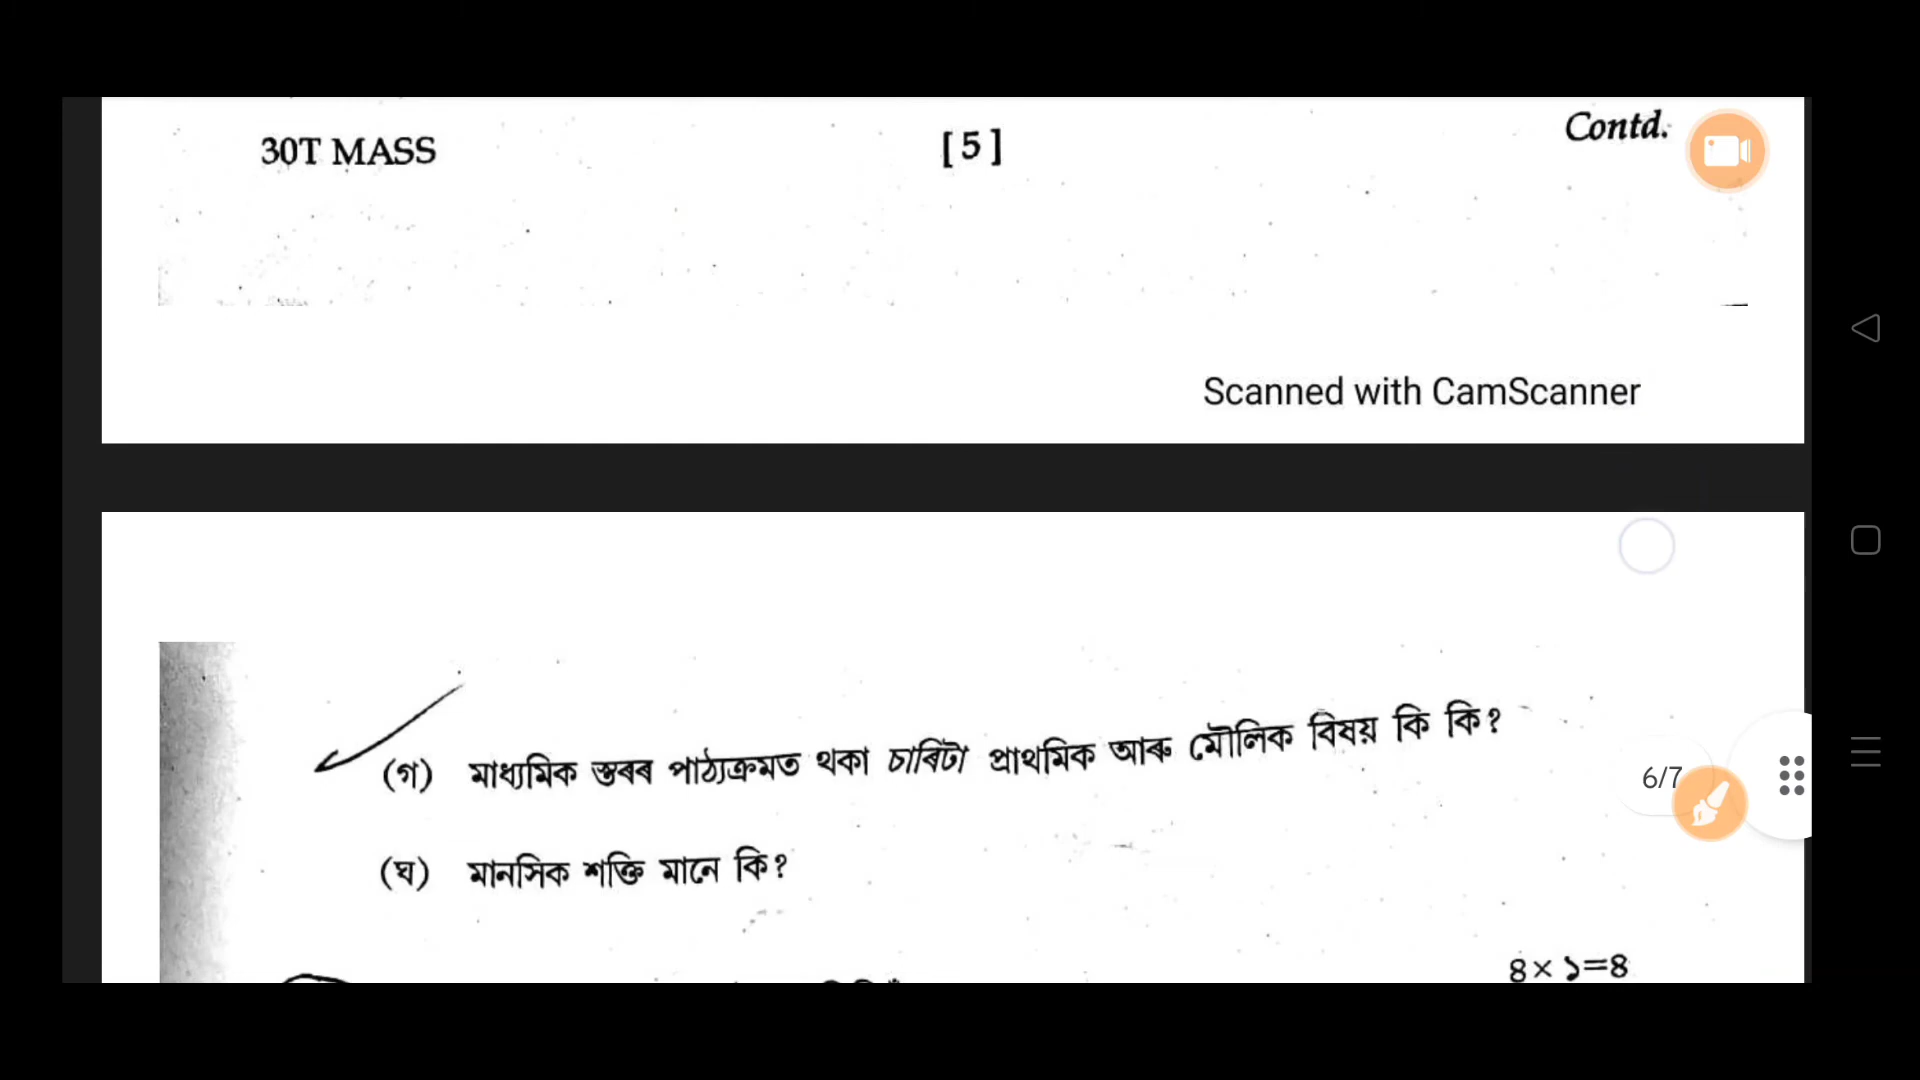 30T MASS [ 5 ] Contd.
Scanned with CamScanner
(গ) মাধ্যমিক স্তৰৰ পাঠ্যক্ৰমত থকা চাৰিটা প্ৰাথমিক আৰু মৌলিক বিষয় কি কি?
6/7
(ঘ) মানসিক শক্তি মানে কি?
৪× ১=৪